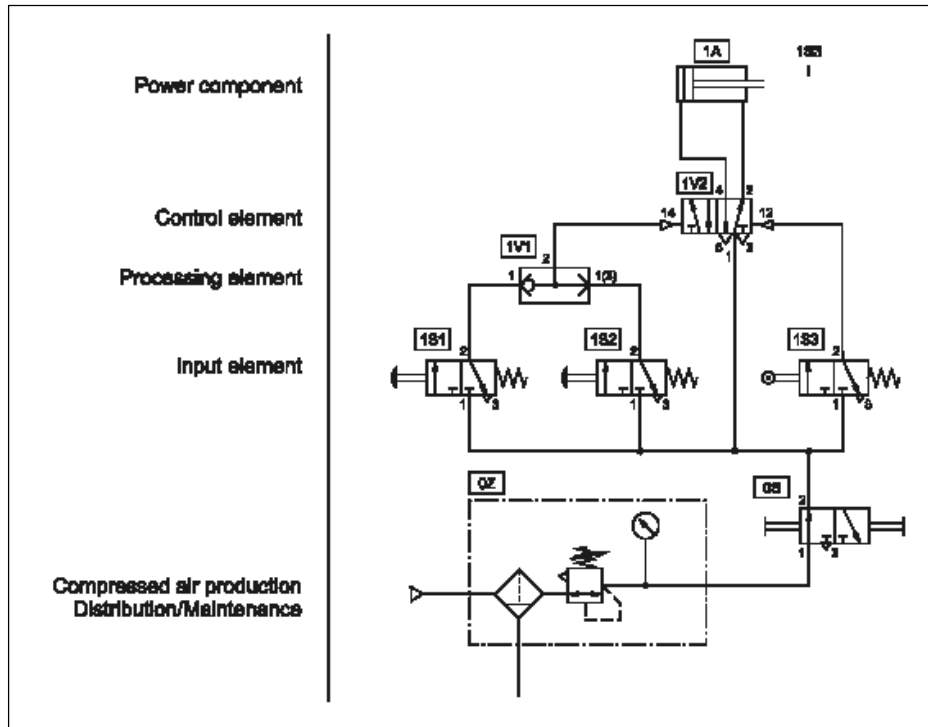 1A
1S3
Power component
1V2
4
2
Control element
14
12
5
1
3
1V1
2
Processing element
1
1(3)
1S1
1S2
1S3
2
2
2
Input element
1
3
1
3
1
3
0Z
0S
2
1
3
Compressed air production
Distribution/Maintenance